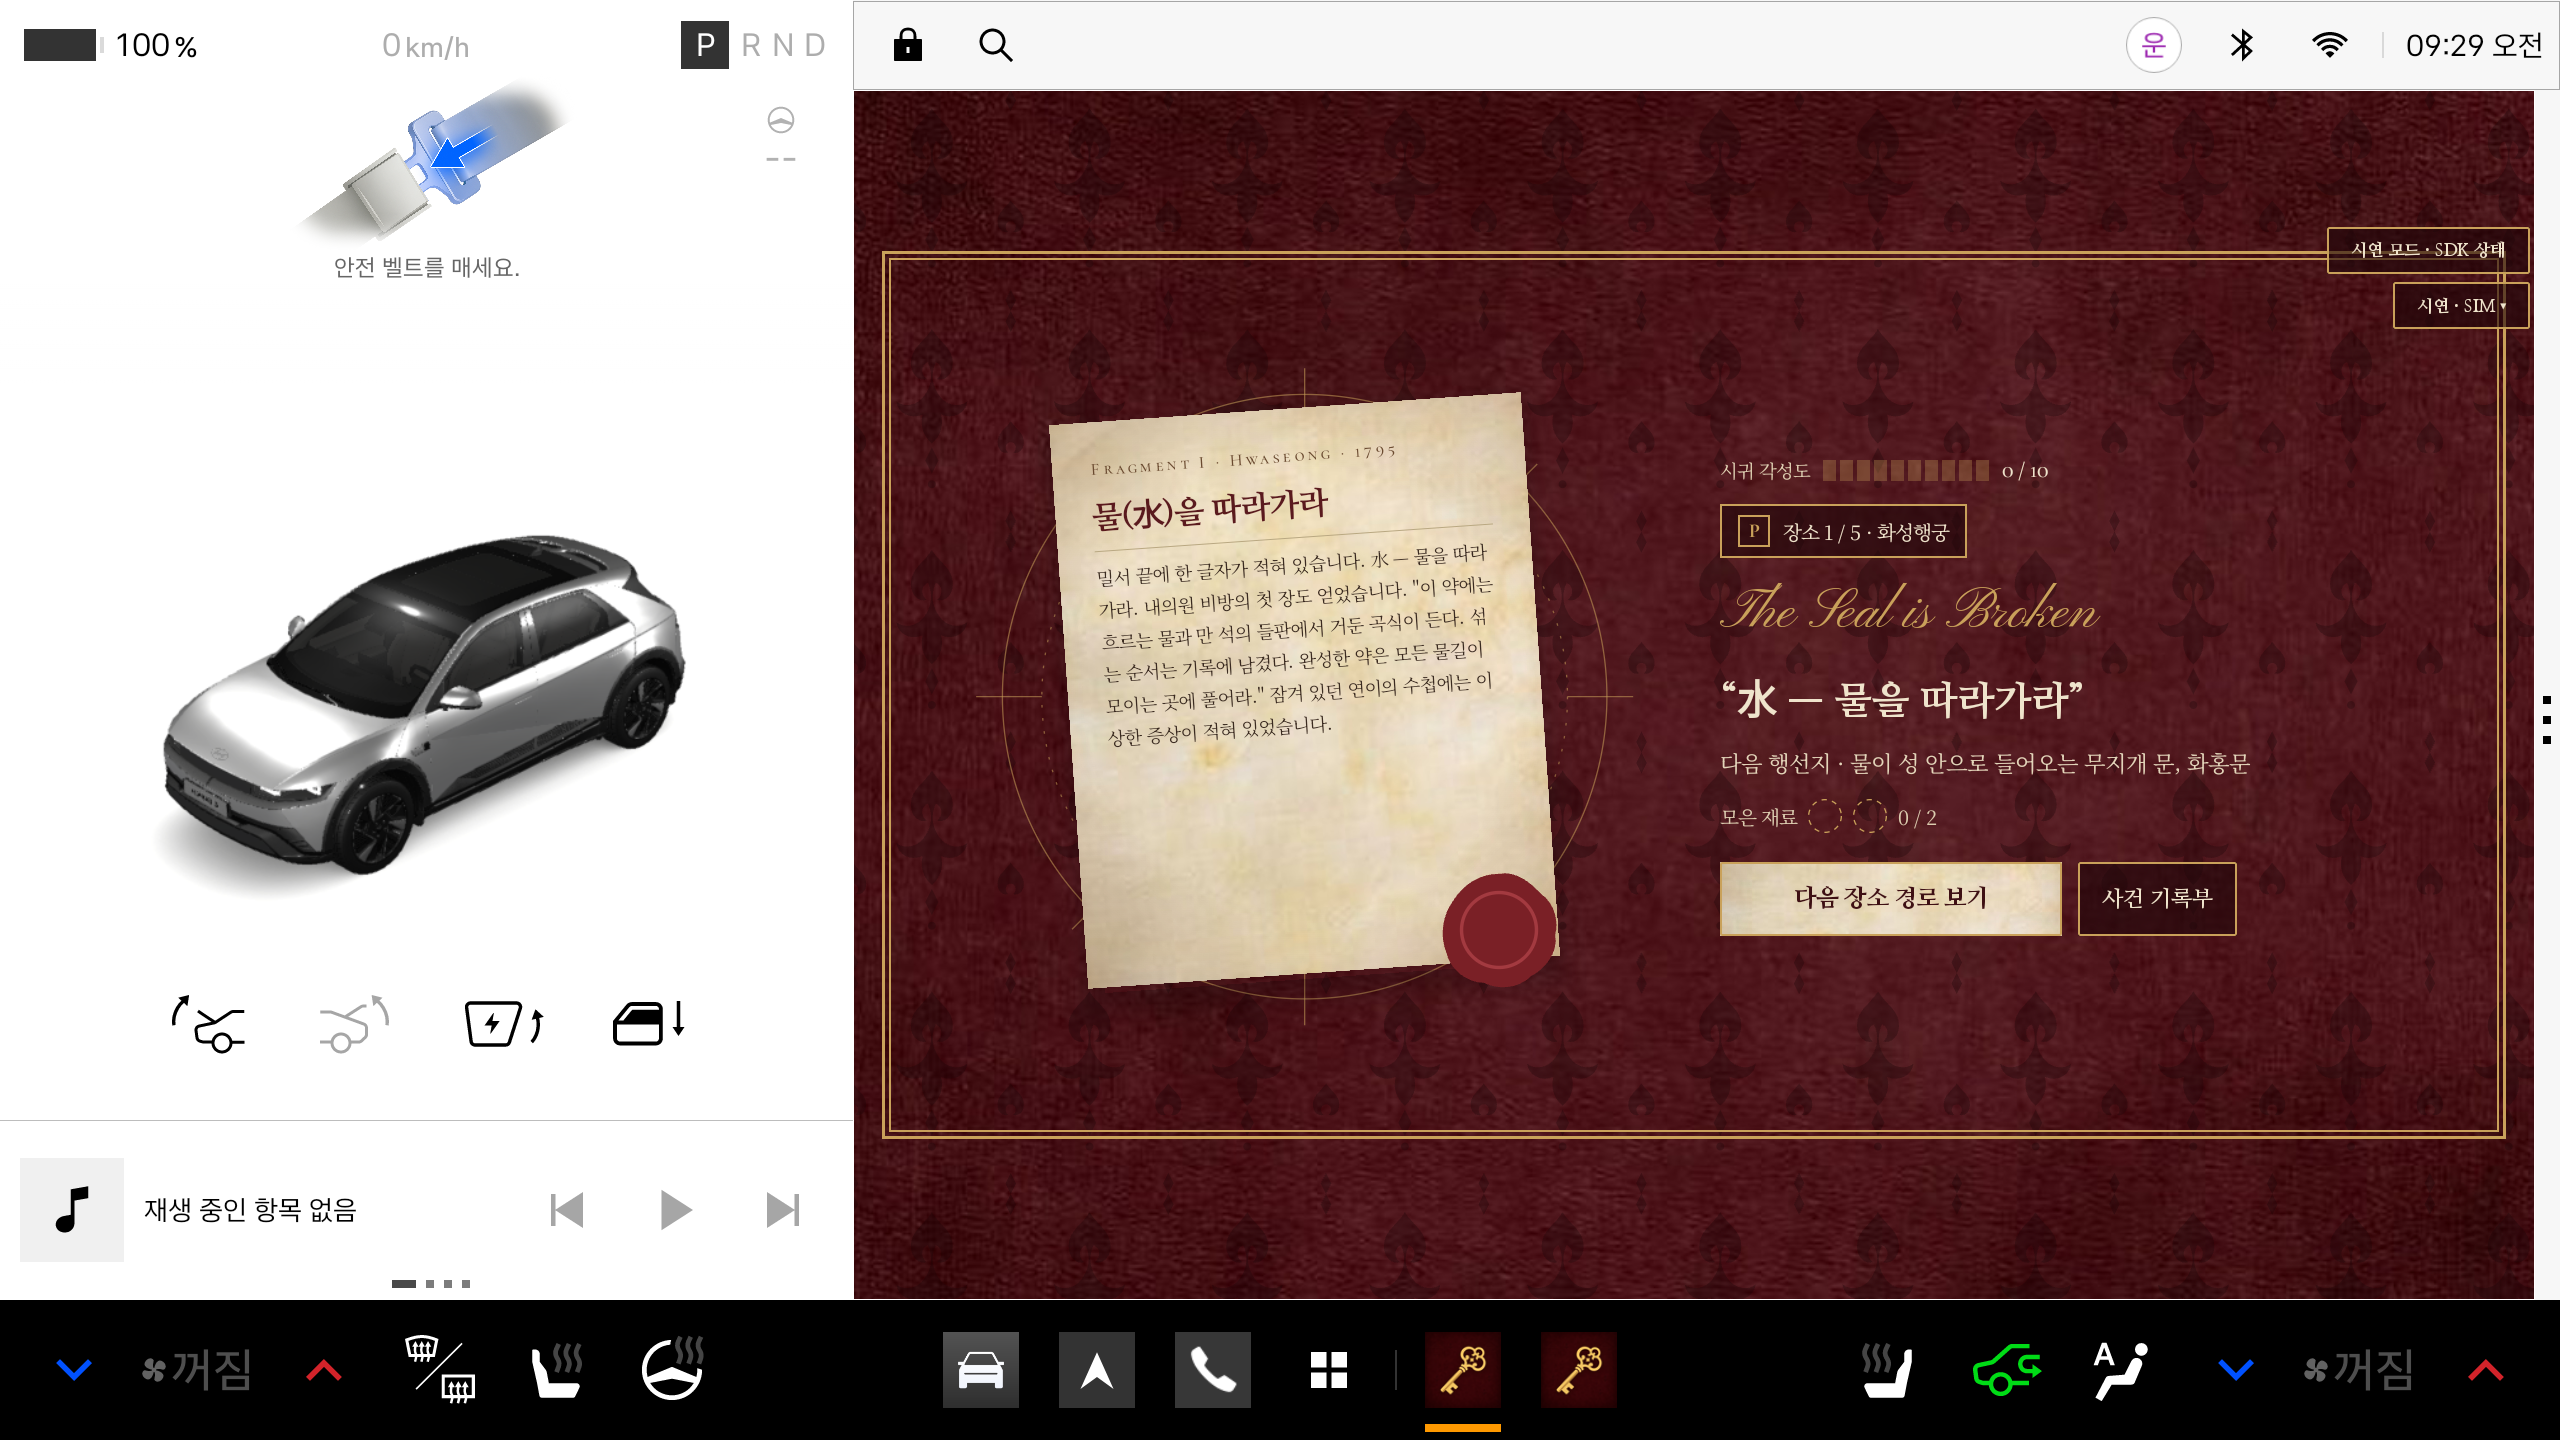 100 %
0 km/h
P R N D
운
09:29 오전
안전 벨트를 매세요.
시연 모드 · SDK 상태
시연 · SIM ▾
FRAGMENT I · HWASEONG · 1795
물(水)을 따라가라
밀서 끝에 한 글자가 적혀 있습니다. 水 — 물을 따라
가라. 내의원 비방의 첫 장도 얻었습니다. "이 약에는
흐르는 물과 만 석의 들판에서 거둔 곡식이 든다. 섞
는 순서는 기록에 남겼다. 완성한 약은 모든 물길이
모이는 곳에 풀어라." 잠겨 있던 연이의 수첩에는 이
상한 증상이 적혀 있었습니다.
시귀 각성도 0 / 10
P 장소 1 / 5 · 화성행궁
The Seal is Broken
“水 — 물을 따라가라”
다음 행선지 · 물이 성 안으로 들어오는 무지개 문, 화홍문
모은 재료 0 / 2
다음 장소 경로 보기
사건 기록부
재생 중인 항목 없음
꺼짐
A
꺼짐